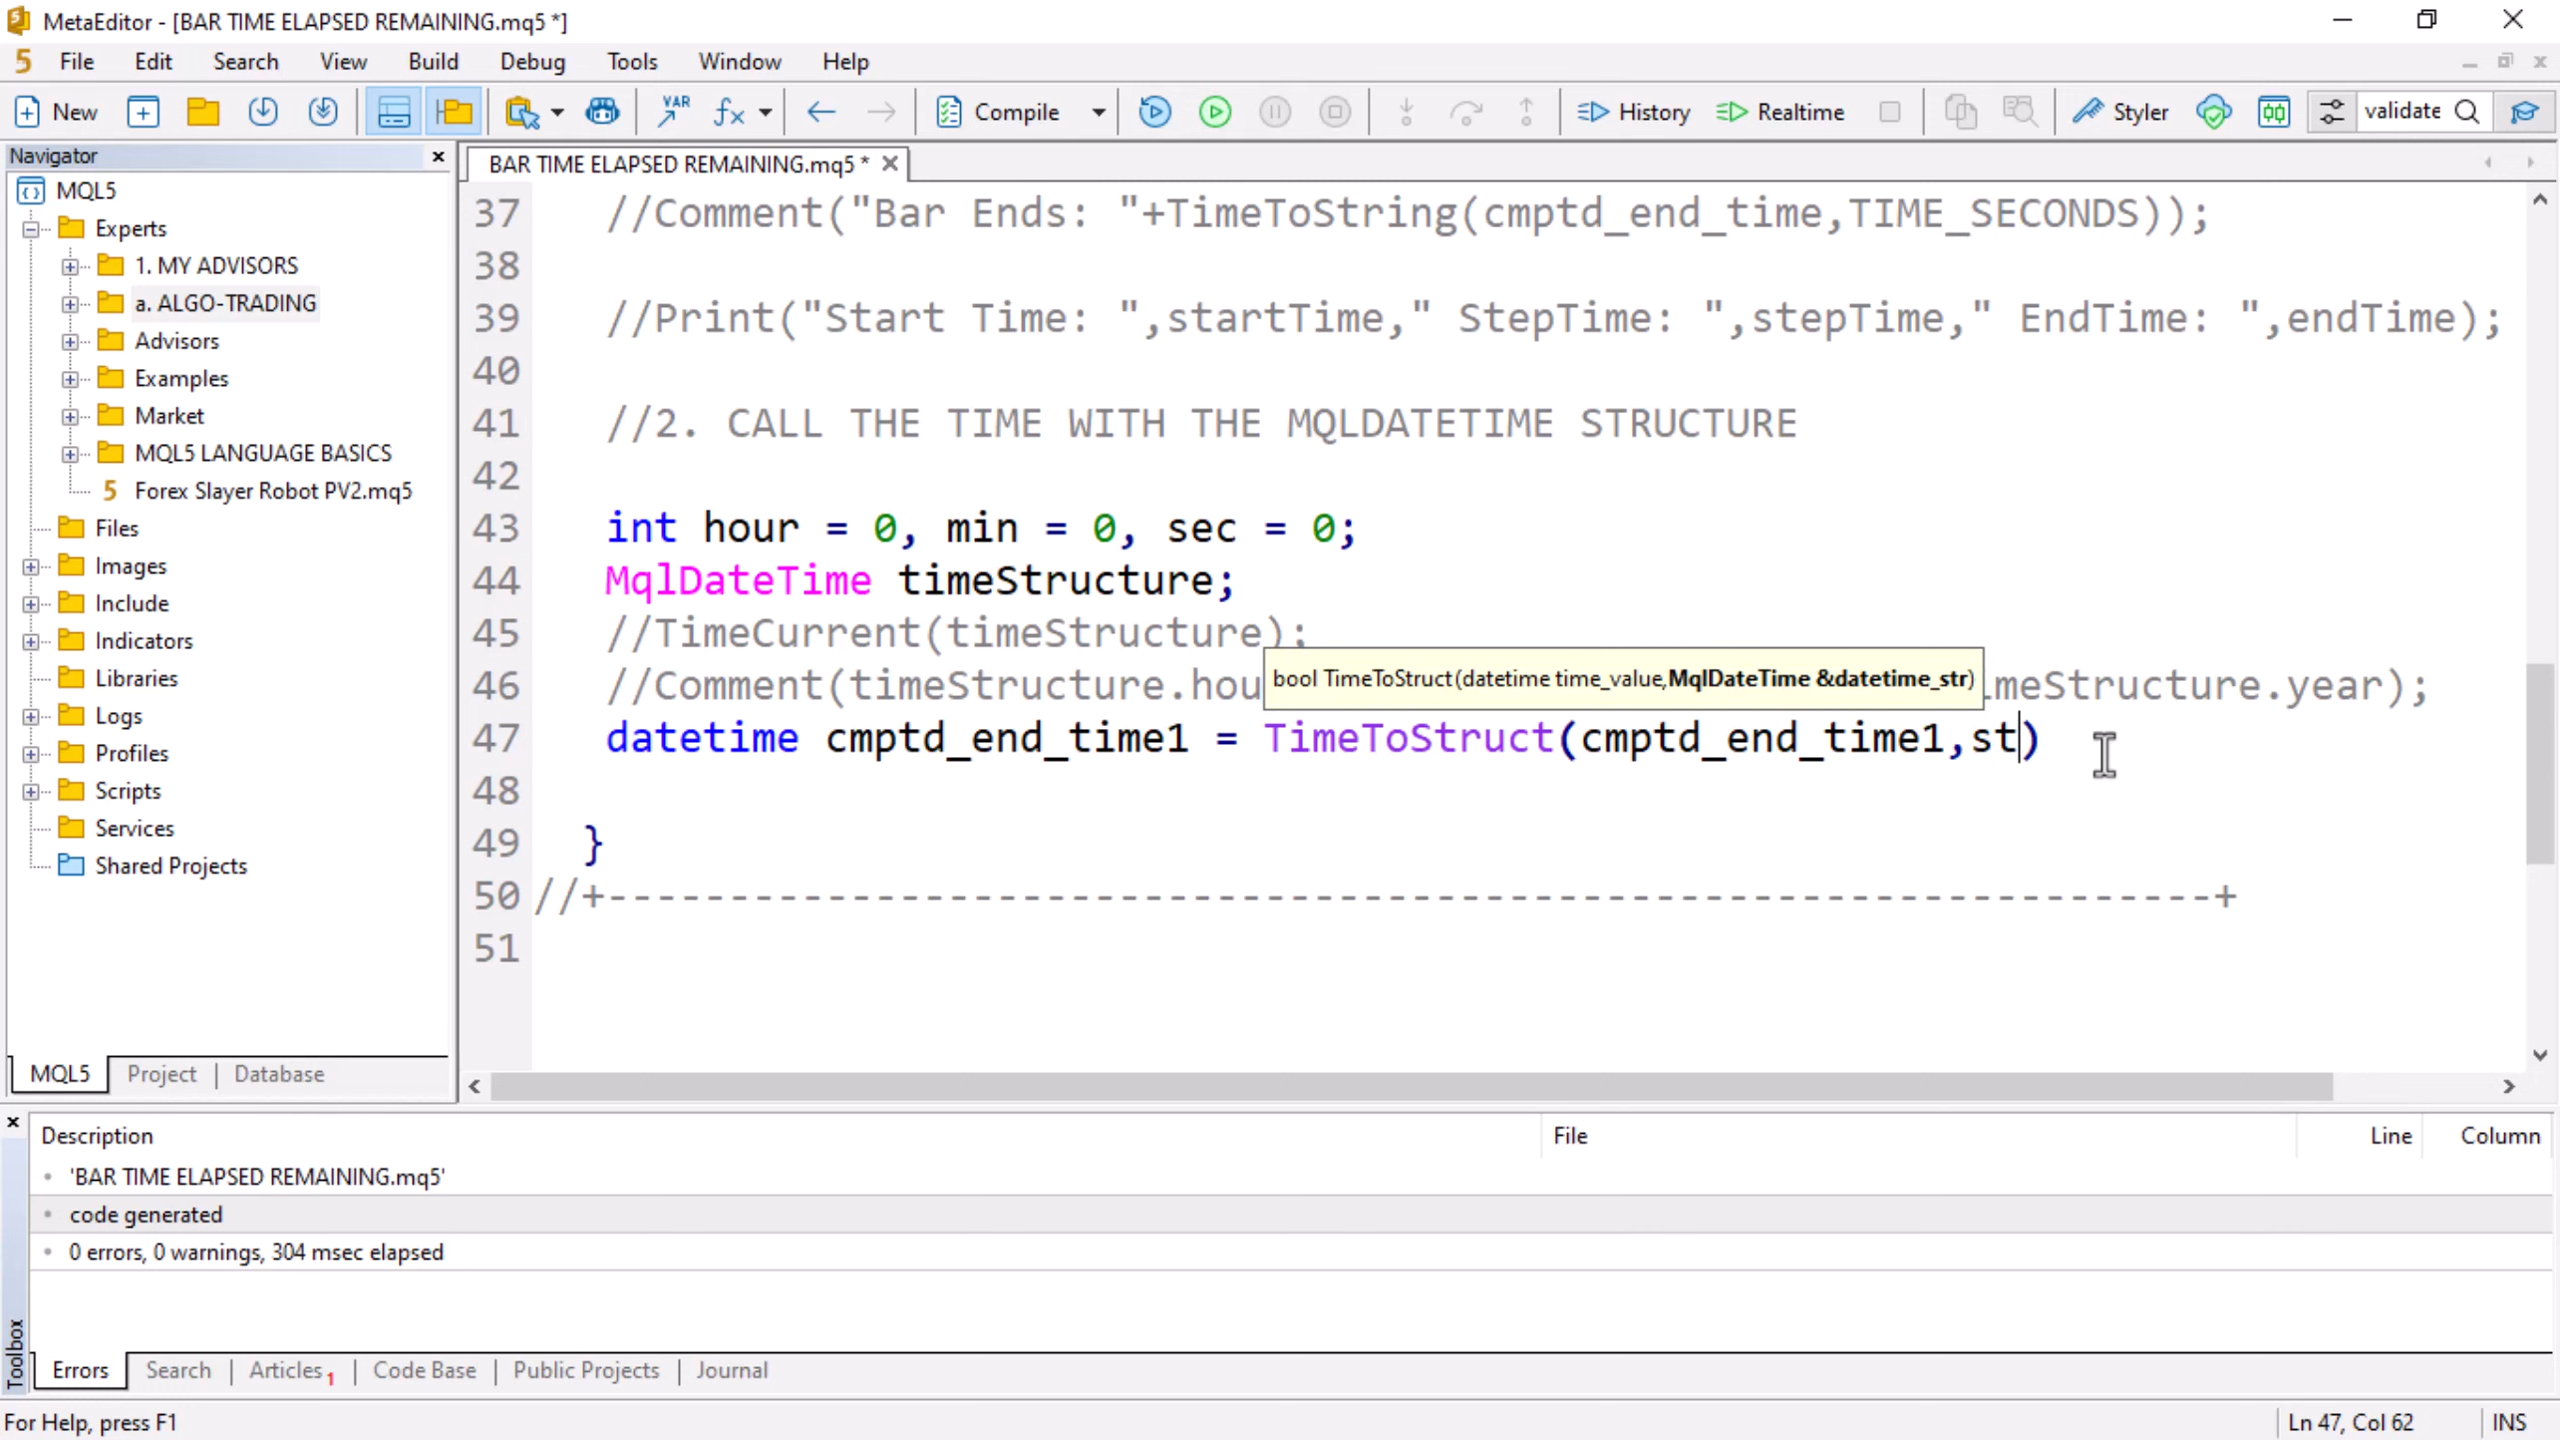 MetaEditor - [BAR TIME ELAPSED REMAINING.mq5 *]
5 File Edit Search View Build Debug Tools Window Help
New VAR fx Compile History Realtime Styler validate
Navigator
BAR TIME ELAPSED REMAINING.mq5 *
MQL5
Experts
1. MY ADVISORS
a. ALGO-TRADING
Advisors
Examples
Market
MQL5 LANGUAGE BASICS
5 Forex Slayer Robot PV2.mq5
Files
Images
Include
Indicators
Libraries
Logs
Profiles
Scripts
Services
Shared Projects
MQL5 Project Database
37 //Comment("Bar Ends: "+TimeToString(cmptd_end_time,TIME_SECONDS));
38
39 //Print("Start Time: ",startTime," StepTime: ",stepTime," EndTime: ",endTime);
40
41 //2. CALL THE TIME WITH THE MQLDATETIME STRUCTURE
42
43 int hour = 0, min = 0, sec = 0;
44 MqlDateTime timeStructure;
45 //TimeCurrent(timeStructure);
bool TimeToStruct(datetime time_value,MqlDateTime &datetime_str)
46 //Comment(timeStructure.hou meStructure.year);
47 datetime cmptd_end_time1 = TimeToStruct(cmptd_end_time1,st)
48
49 }
50 //+------------------------------------------------------------------+
51
Description File Line Column
'BAR TIME ELAPSED REMAINING.mq5'
code generated
0 errors, 0 warnings, 304 msec elapsed
Toolbox
Errors Search Articles 1 Code Base Public Projects Journal
For Help, press F1 Ln 47, Col 62 INS